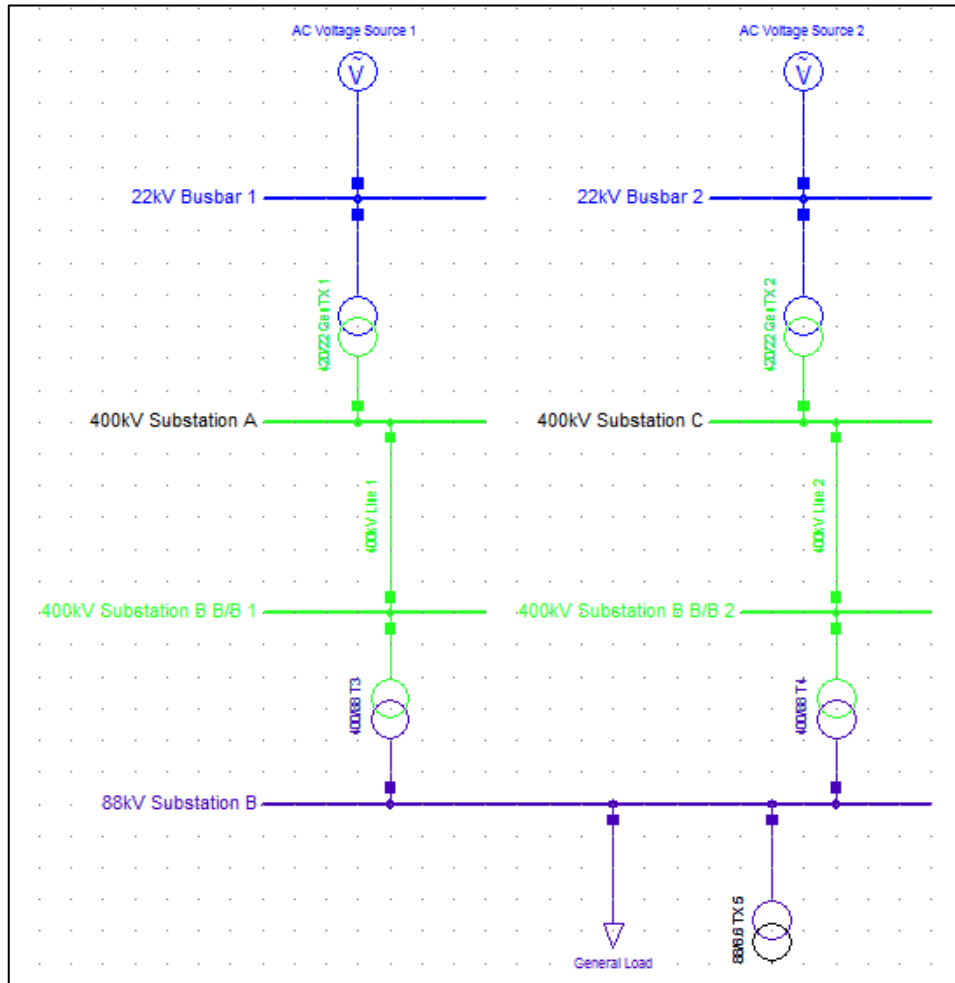 AC Voltage Source 1
AC Voltage Source 2
V
V
22kV Busbar 1
22kV Busbar 2
420/22 Gen TX 1
420/22 Gen TX 2
400kV Substation A
400kV Substation C
400kV Line 1
400kV Line 2
400kV Substation B B/B 1
400kV Substation B B/B 2
400/88 T3
400/88 T4
88kV Substation B
88/6.6 TX 5
General Load